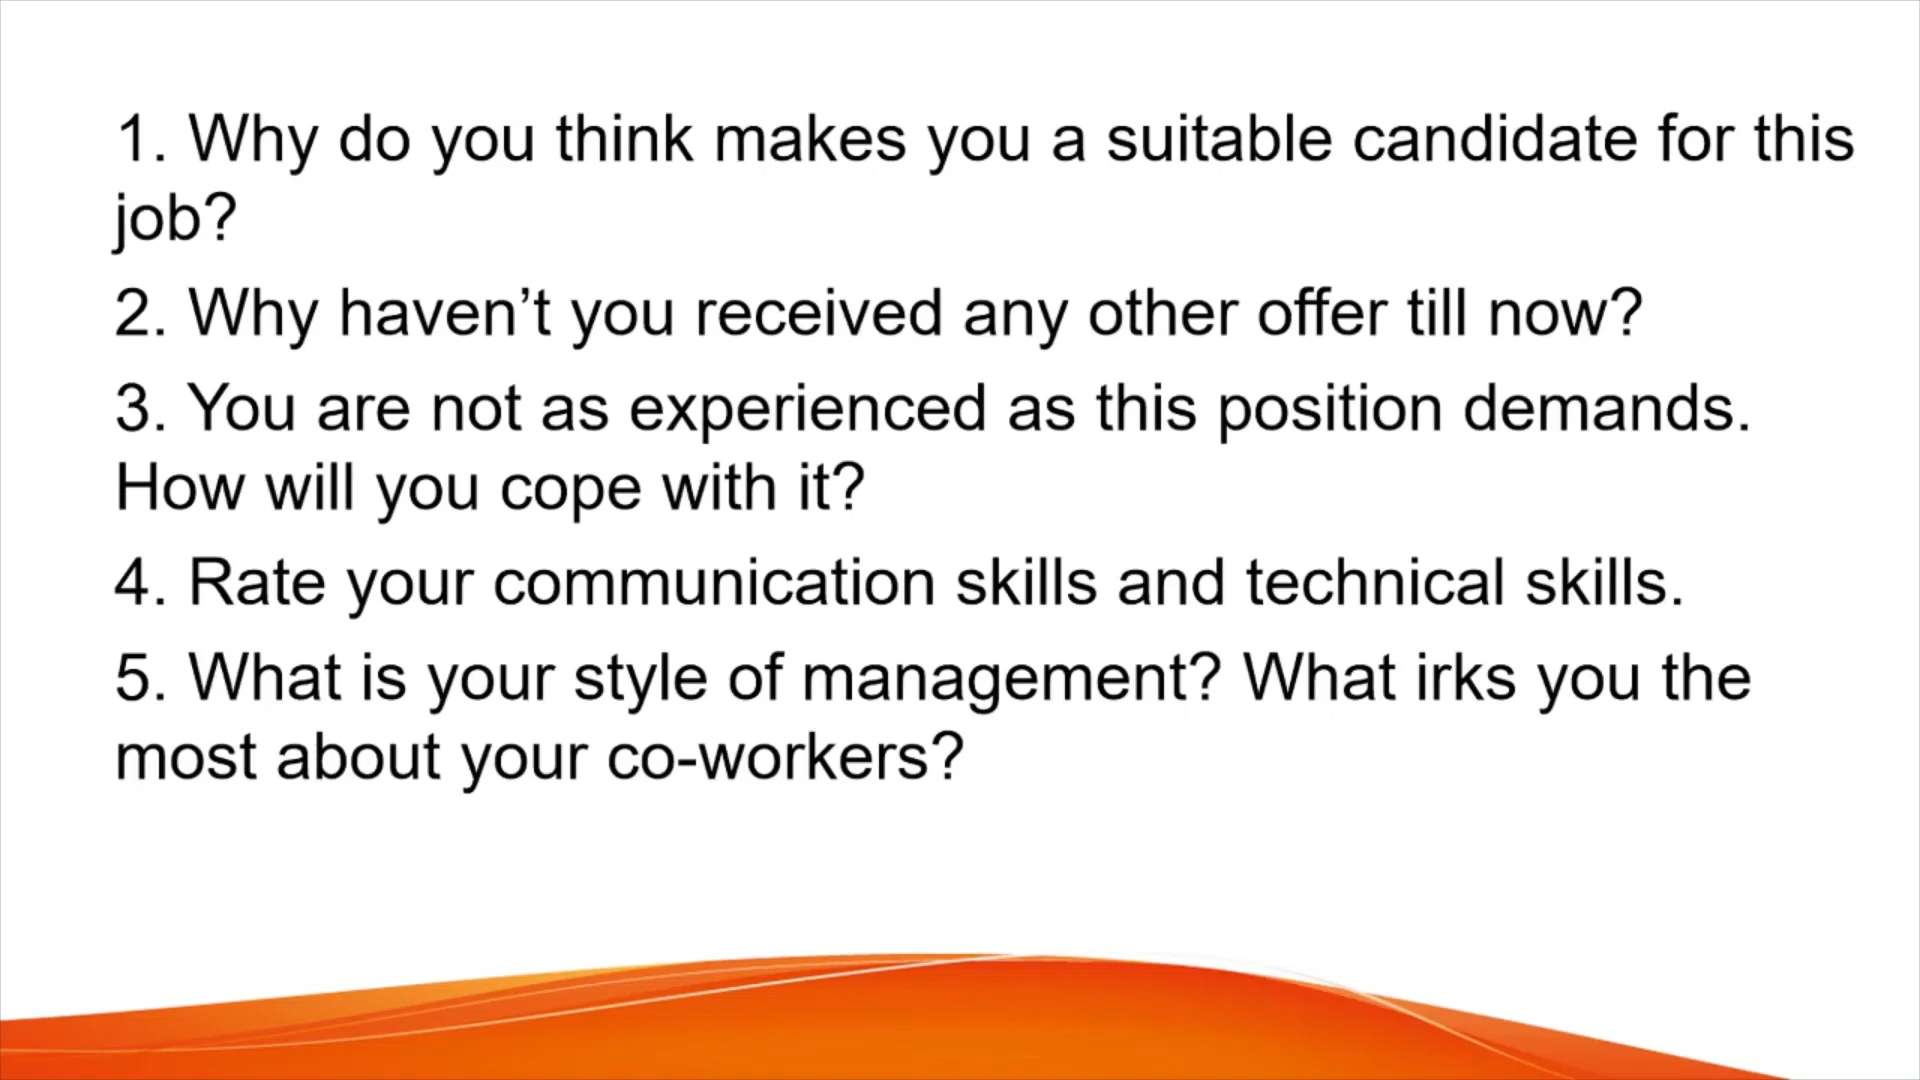 1. Why do you think makes you a suitable candidate for this
job?
2. Why haven’t you received any other offer till now?
3. You are not as experienced as this position demands.
How will you cope with it?
4. Rate your communication skills and technical skills.
5. What is your style of management? What irks you the
most about your co-workers?